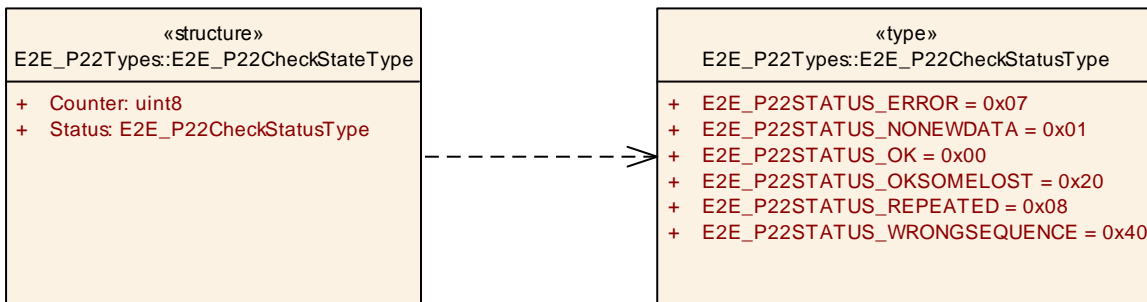 «structure»
E2E_P22Types::E2E_P22CheckStateType
+ Counter: uint8
+ Status: E2E_P22CheckStatusType
«type»
E2E_P22Types::E2E_P22CheckStatusType
+ E2E_P22STATUS_ERROR = 0x07
+ E2E_P22STATUS_NONEWDATA = 0x01
+ E2E_P22STATUS_OK = 0x00
+ E2E_P22STATUS_OKSOMELOST = 0x20
+ E2E_P22STATUS_REPEATED = 0x08
+ E2E_P22STATUS_WRONGSEQUENCE = 0x40